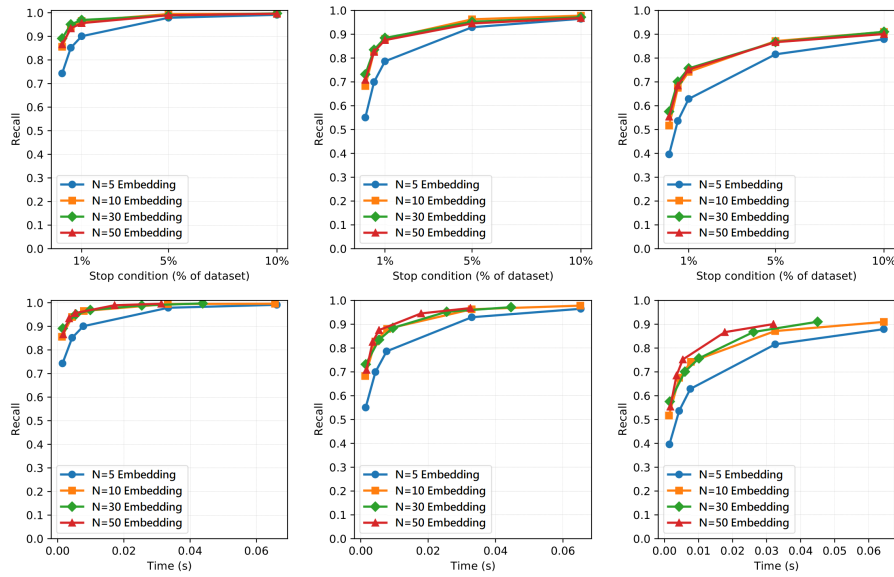 1.0
0.9
0.8
0.7
0.6
0.5
0.4
0.3
0.2
0.1
0.0
Recall
N=5 Embedding
N=10 Embedding
N=30 Embedding
N=50 Embedding
1% 5% 10%
Stop condition (% of dataset)
1.0
0.9
0.8
0.7
0.6
0.5
0.4
0.3
0.2
0.1
0.0
Recall
N=5 Embedding
N=10 Embedding
N=30 Embedding
N=50 Embedding
1% 5% 10%
Stop condition (% of dataset)
1.0
0.9
0.8
0.7
0.6
0.5
0.4
0.3
0.2
0.1
0.0
Recall
N=5 Embedding
N=10 Embedding
N=30 Embedding
N=50 Embedding
1% 5% 10%
Stop condition (% of dataset)
1.0
0.9
0.8
0.7
0.6
0.5
0.4
0.3
0.2
0.1
0.0
Recall
N=5 Embedding
N=10 Embedding
N=30 Embedding
N=50 Embedding
0.00 0.02 0.04 0.06
Time (s)
1.0
0.9
0.8
0.7
0.6
0.5
0.4
0.3
0.2
0.1
0.0
Recall
N=5 Embedding
N=10 Embedding
N=30 Embedding
N=50 Embedding
0.00 0.02 0.04 0.06
Time (s)
1.0
0.9
0.8
0.7
0.6
0.5
0.4
0.3
0.2
0.1
0.0
Recall
N=5 Embedding
N=10 Embedding
N=30 Embedding
N=50 Embedding
0.00 0.01 0.02 0.03 0.04 0.05 0.06
Time (s)